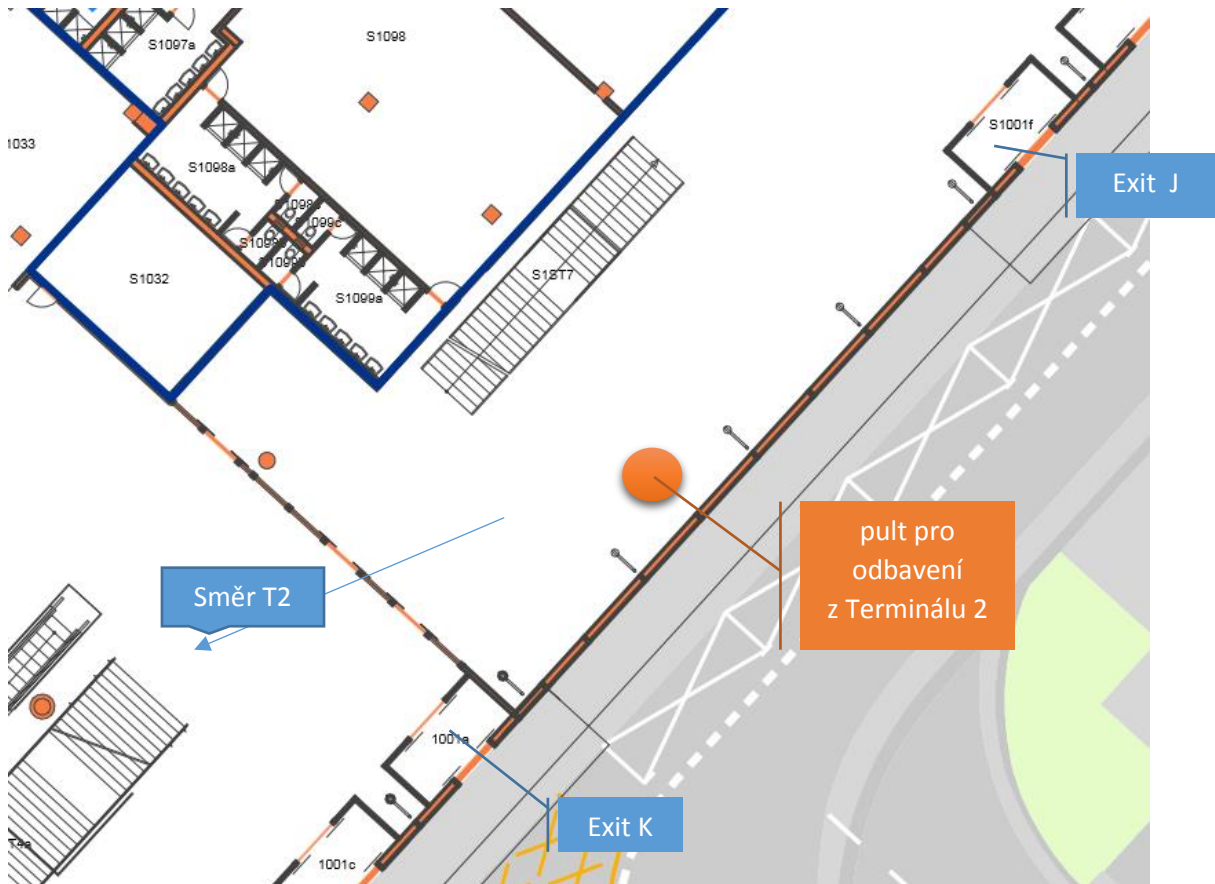 S1098
S1097a
S1001f
1033
Exit J
S1098a
S1099c
S1ST7
S1032
S1099a
pult pro
odbavení
z Terminálu 2
Směr T2
1001a
Exit K
1001c